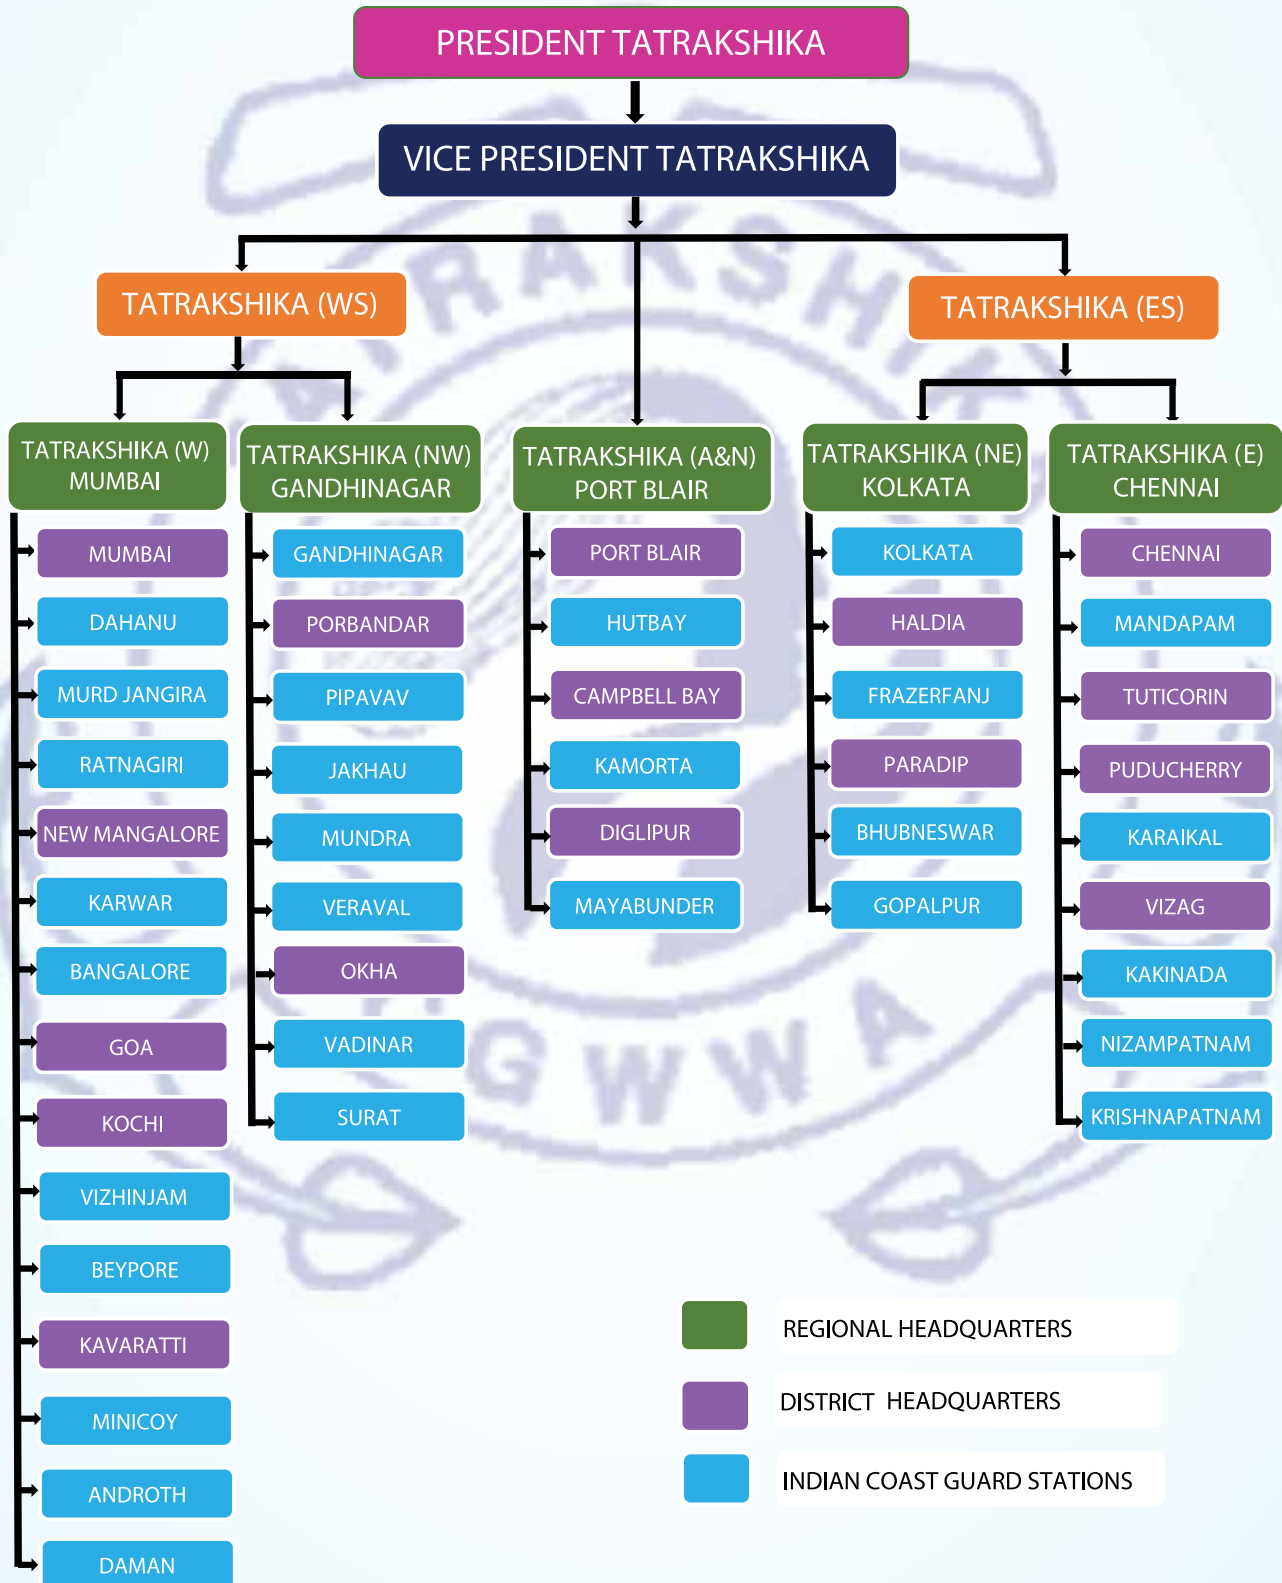 PRESIDENT TATRAKSHIKA
VICE PRESIDENT TATRAKSHIKA
TATRAKSHIKA (WS)
TATRAKSHIKA (ES)
TATRAKSHIKA (W)
MUMBAI
TATRAKSHIKA (NW)
GANDHINAGAR
TATRAKSHIKA (A&N)
PORT BLAIR
TATRAKSHIKA (NE)
KOLKATA
TATRAKSHIKA (E)
CHENNAI
MUMBAI
DAHANU
MURD JANGIRA
RATNAGIRI
NEW MANGALORE
KARWAR
BANGALORE
GOA
KOCHI
VIZHINJAM
BEYPORE
KAVARATTI
MINICOY
ANDROTH
DAMAN
GANDHINAGAR
PORBANDAR
PIPAVAV
JAKHAU
MUNDRA
VERAVAL
OKHA
VADINAR
SURAT
PORT BLAIR
HUTBAY
CAMPBELL BAY
KAMORTA
DIGLIPUR
MAYABUNDER
KOLKATA
HALDIA
FRAZERFANJ
PARADIP
BHUBNESWAR
GOPALPUR
CHENNAI
MANDAPAM
TUTICORIN
PUDUCHERRY
KARAIKAL
VIZAG
KAKINADA
NIZAMPATNAM
KRISHNAPATNAM
REGIONAL HEADQUARTERS
DISTRICT HEADQUARTERS
INDIAN COAST GUARD STATIONS